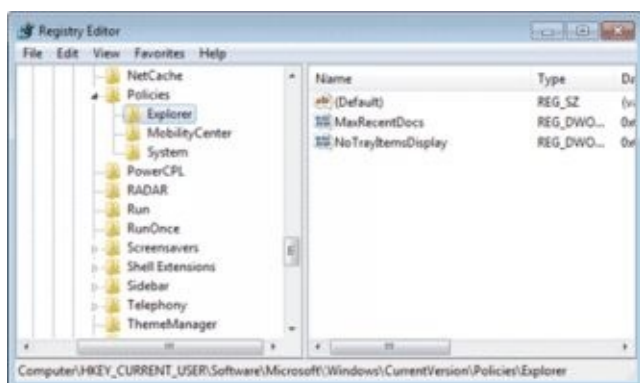 Registry Editor
File Edit View Favorites Help
NetCache
Policies
Explorer
MobilityCenter
System
PowerCPL
RADAR
Run
RunOnce
Screensavers
Shell Extensions
Sidebar
Telephony
ThemeManager
Name Type
(Default) REG_SZ
MaxRecentDocs REG_DWO...
NoTrayItemsDisplay REG_DWO...
Computer\HKEY_CURRENT_USER\Software\Microsoft\Windows\CurrentVersion\Policies\Explorer